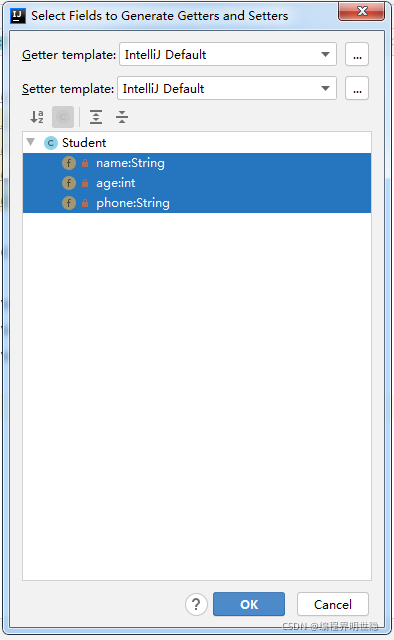 Select Fields to Generate Getters and Setters
Getter template: IntelliJ Default ...
Setter template: IntelliJ Default ...
Student
name:String
age:int
phone:String
? OK Cancel
CSDN @编程界明世隐